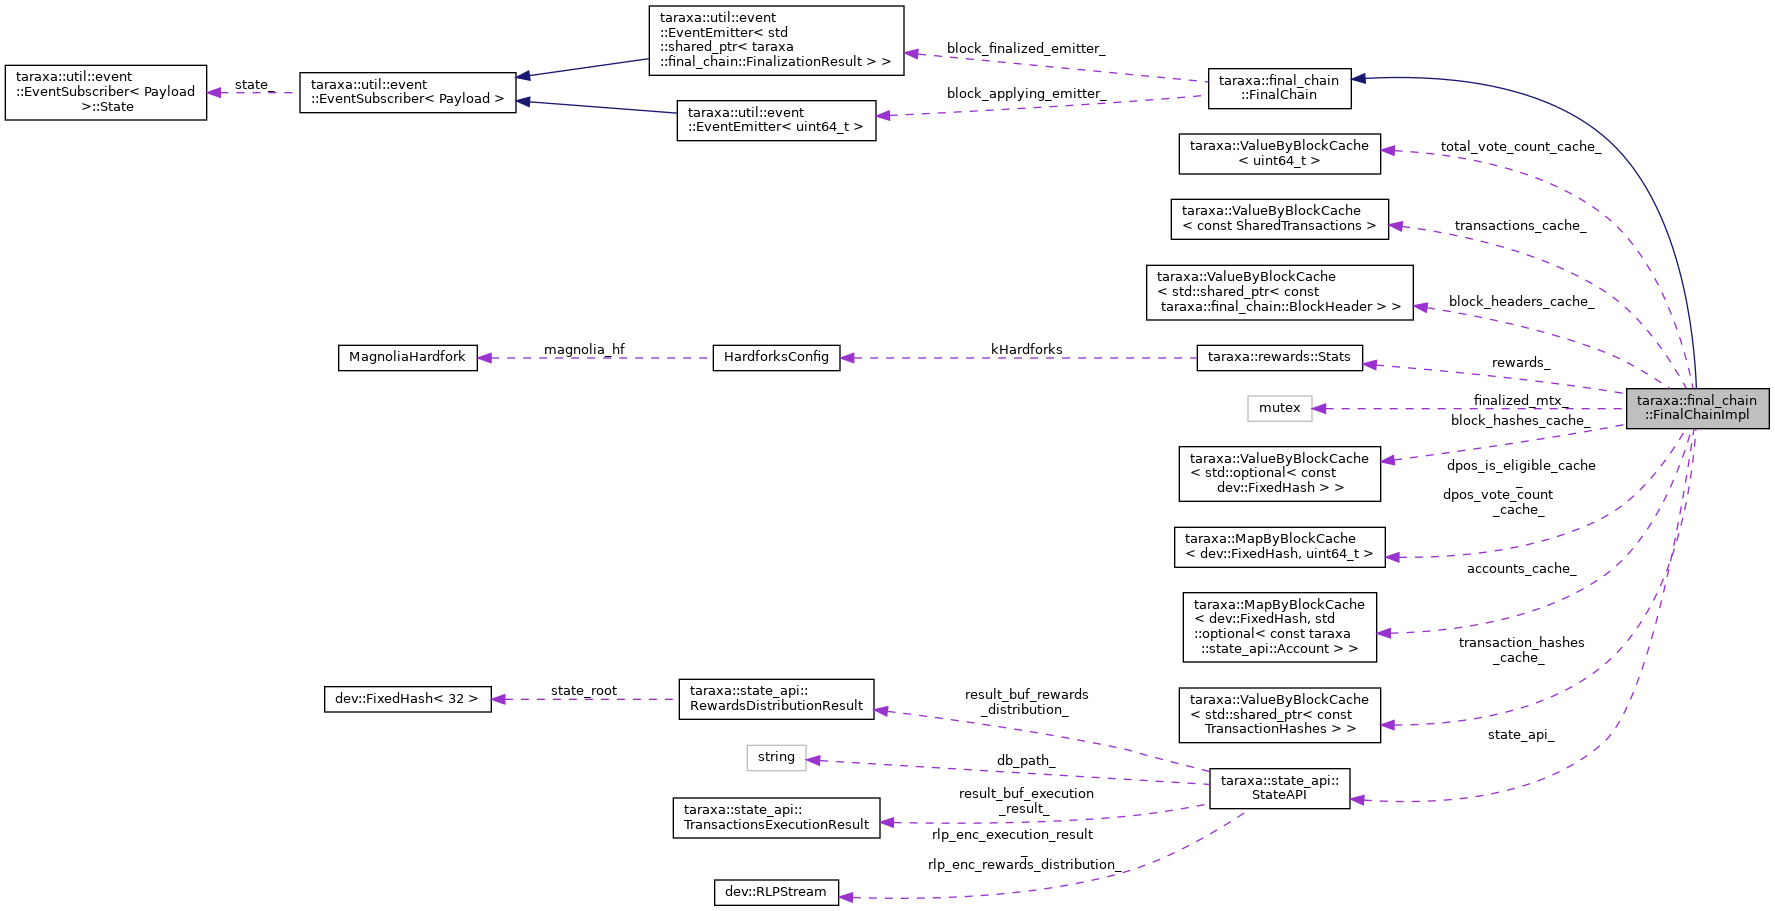 taraxa::util::event
::EventSubscriber< Payload
>::State
state_
taraxa::util::event
::EventSubscriber< Payload >
taraxa::util::event
::EventEmitter< std
::shared_ptr< taraxa
::final_chain::FinalizationResult > >
taraxa::util::event
::EventEmitter< uint64_t >
block_finalized_emitter_
block_applying_emitter_
taraxa::final_chain
::FinalChain
taraxa::ValueByBlockCache
< uint64_t >
total_vote_count_cache_
taraxa::ValueByBlockCache
< const SharedTransactions >
transactions_cache_
taraxa::ValueByBlockCache
< std::shared_ptr< const
taraxa::final_chain::BlockHeader > >
block_headers_cache_
MagnoliaHardfork
magnolia_hf
HardforksConfig
kHardforks
taraxa::rewards::Stats
rewards_
mutex
finalized_mtx_
taraxa::final_chain
::FinalChainImpl
block_hashes_cache_
taraxa::ValueByBlockCache
< std::optional< const
dev::FixedHash > >
dpos_is_eligible_cache
_
dpos_vote_count
_cache_
taraxa::MapByBlockCache
< dev::FixedHash, uint64_t >
accounts_cache_
taraxa::MapByBlockCache
< dev::FixedHash, std
::optional< const taraxa
::state_api::Account > >
transaction_hashes
_cache_
taraxa::ValueByBlockCache
< std::shared_ptr< const
TransactionHashes > >
state_api_
dev::FixedHash< 32 >
state_root
taraxa::state_api::
RewardsDistributionResult
result_buf_rewards
_distribution_
string
db_path_
taraxa::state_api::
StateAPI
taraxa::state_api::
TransactionsExecutionResult
result_buf_execution
_result_
rlp_enc_execution_result
_
rlp_enc_rewards_distribution_
dev::RLPStream